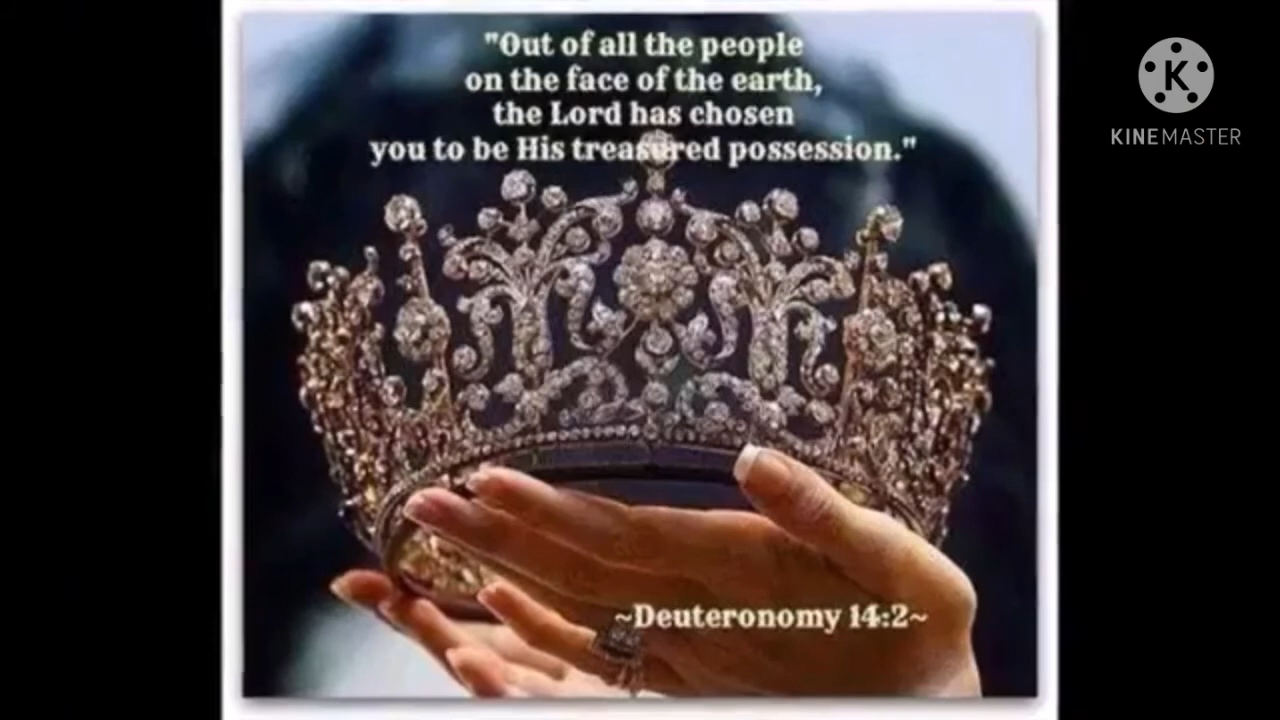 "Out of all the people
on the face of the earth,
the Lord has chosen
you to be His treasured possession."
~Deuteronomy 14:2~
K
KINEMASTER